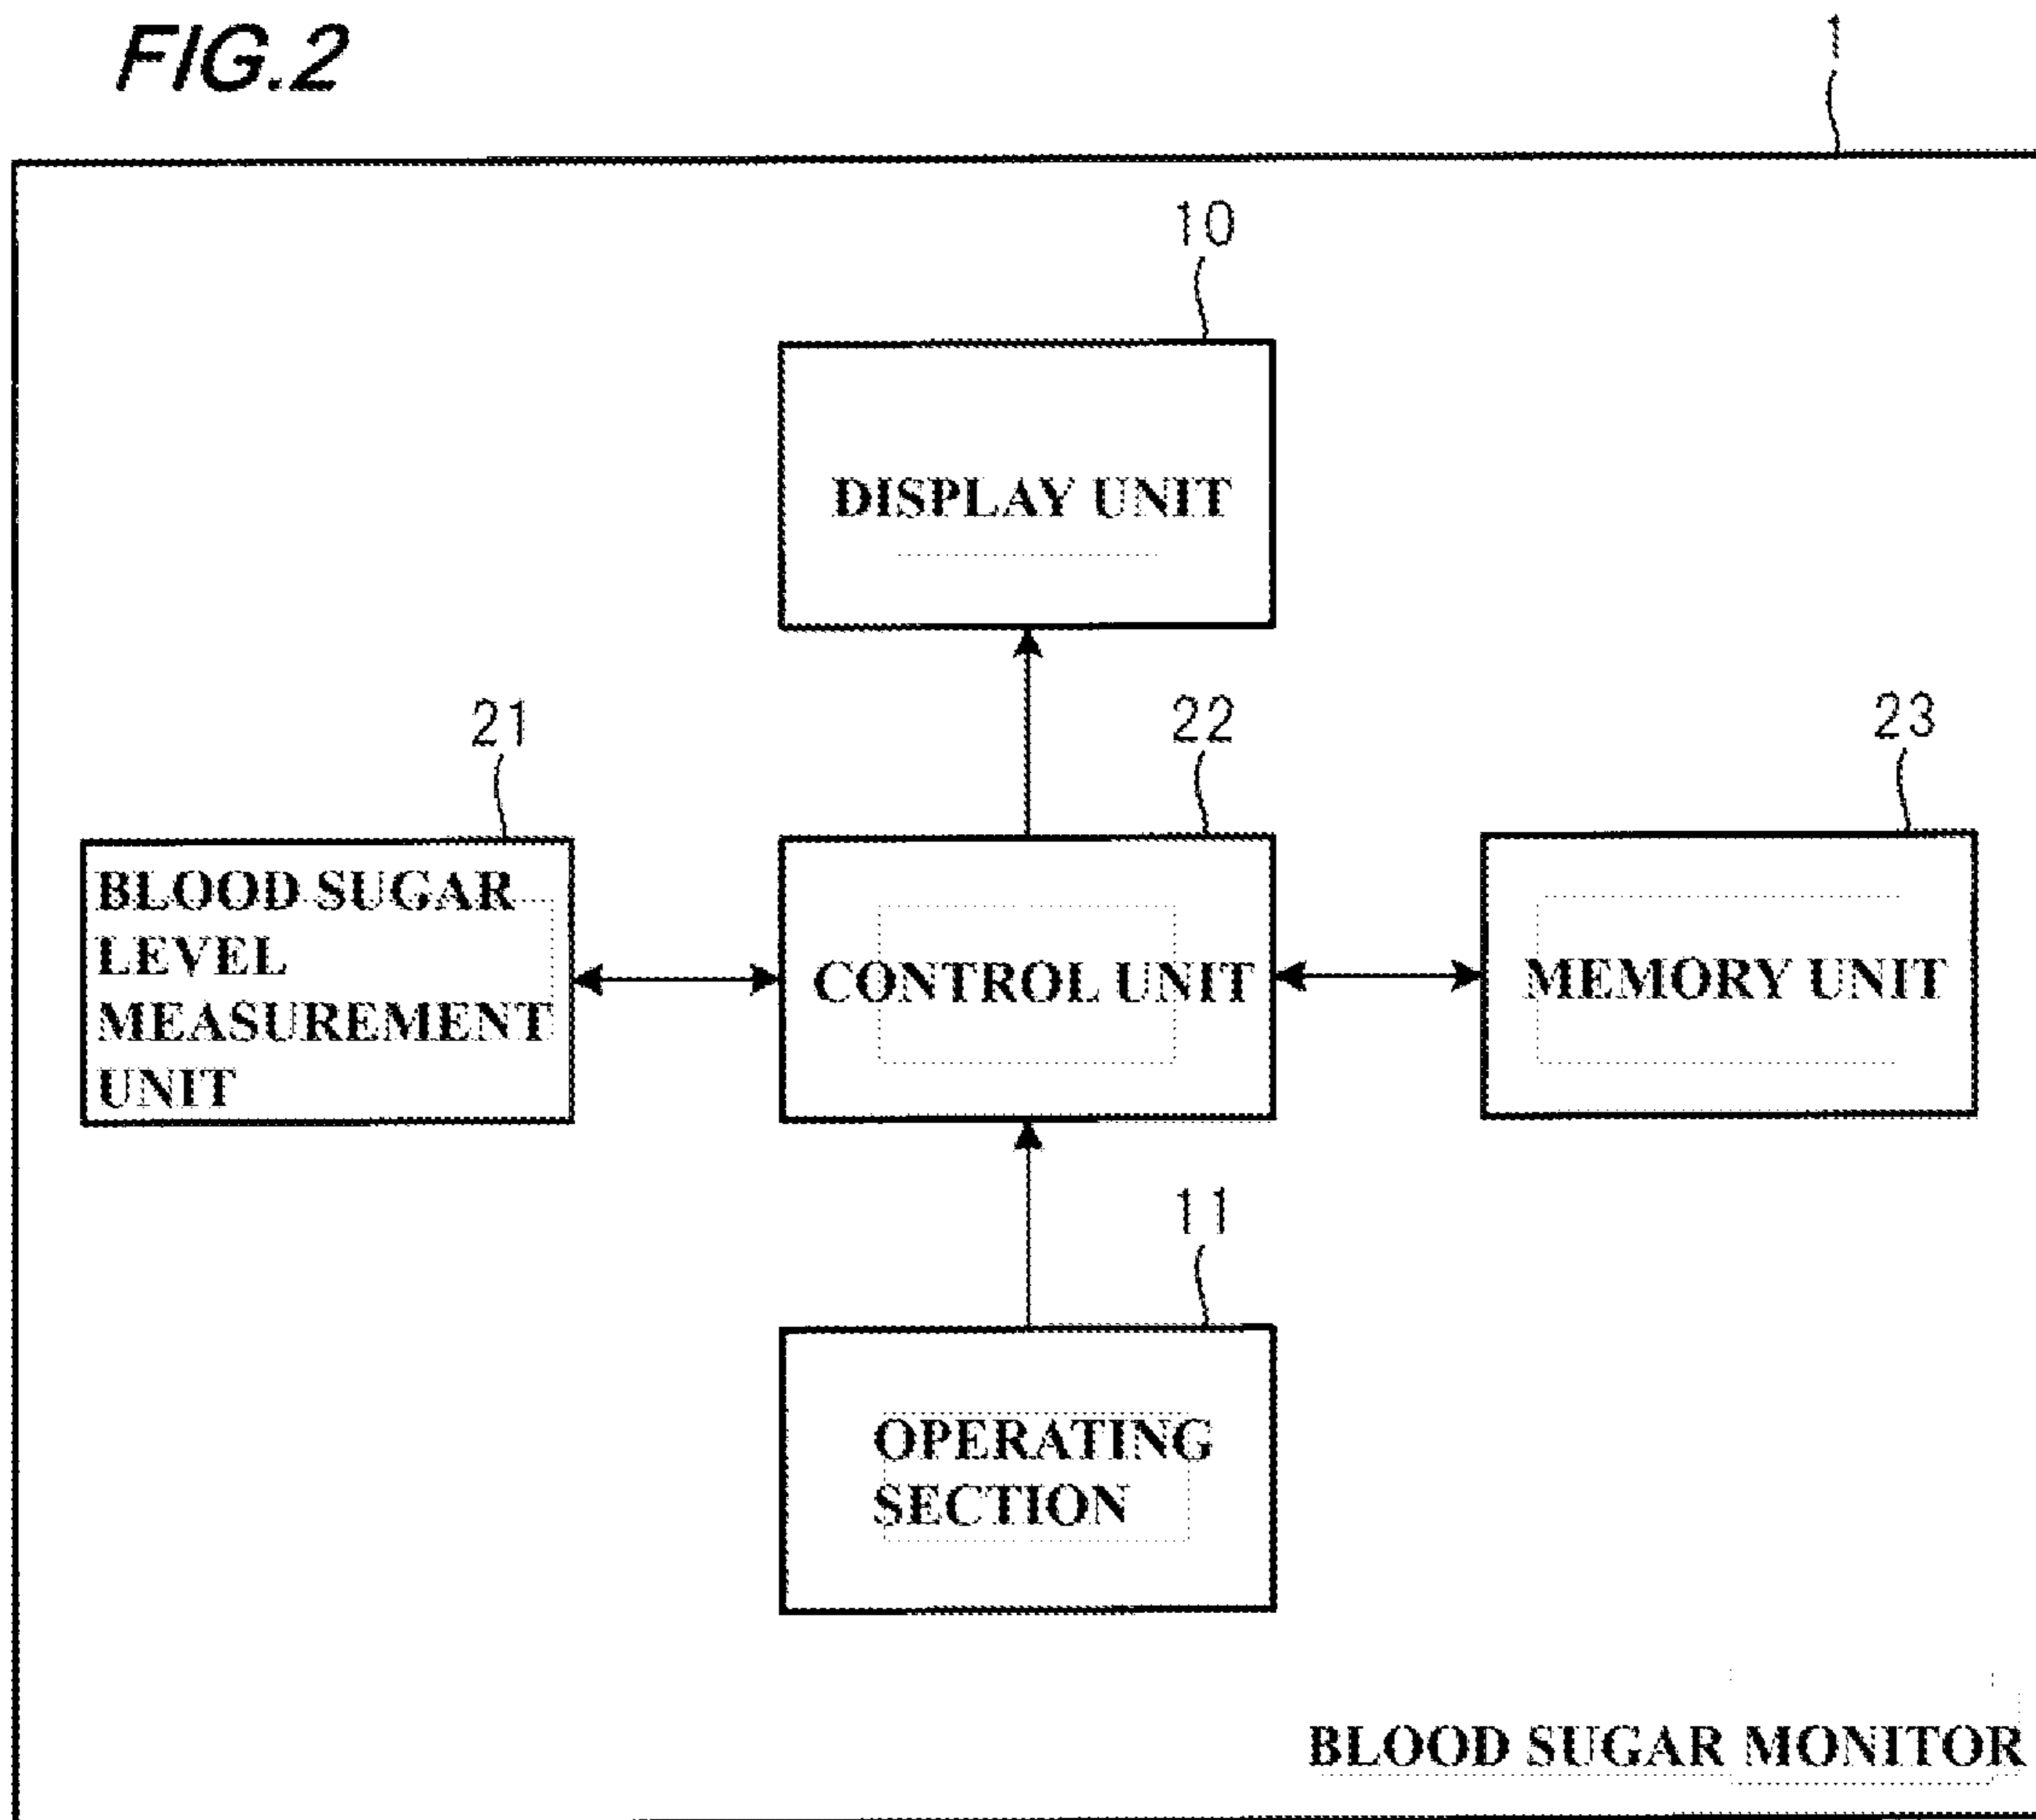 FIG.2
1
10
DISPLAY UNIT
21
22
23
BLOOD SUGAR
LEVEL
MEASUREMENT
UNIT
CONTROL UNIT
MEMORY UNIT
11
OPERATING
SECTION
BLOOD SUGAR MONITOR